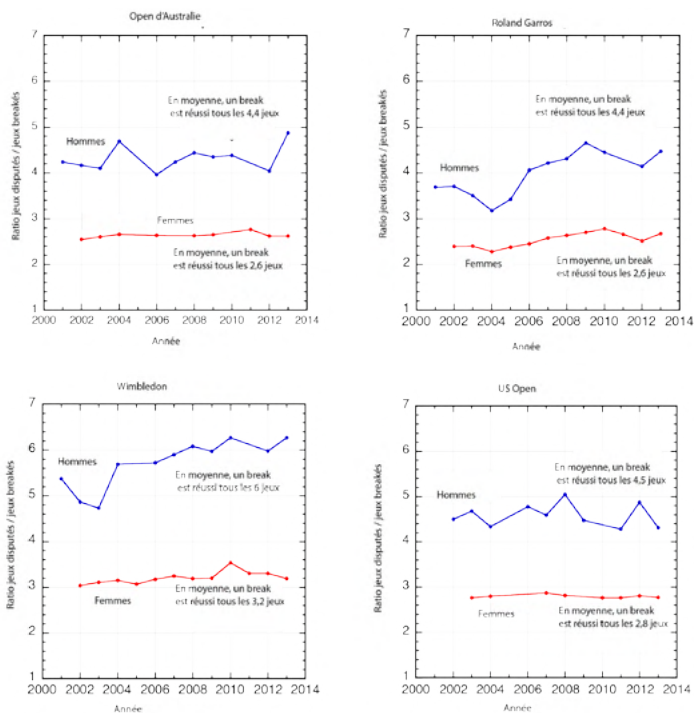 Open d'Australie
Ratio jeux disputés / jeux breakés
7
6
5
4
3
2
1
En moyenne, un break
est réussi tous les 4,4 jeux
Hommes
Femmes
En moyenne, un break
est réussi tous les 2,6 jeux
2000 2002 2004 2006 2008 2010 2012 2014
Année
Roland Garros
Ratio jeux disputés / jeux breakés
7
6
5
4
3
2
1
En moyenne, un break
est réussi tous les 4,4 jeux
Hommes
Femmes
En moyenne, un break
est réussi tous les 2,6 jeux
2000 2002 2004 2006 2008 2010 2012 2014
Année
Wimbledon
Ratio jeux disputés / jeux breakés
7
6
5
4
3
2
1
Hommes
En moyenne, un break
est réussi tous les 6 jeux
Femmes
En moyenne, un break
est réussi tous les 3,2 jeux
2000 2002 2004 2006 2008 2010 2012 2014
Année
US Open
Ratio jeux disputés / jeux breakés
7
6
5
4
3
2
1
En moyenne, un break
est réussi tous les 4,5 jeux
Hommes
Femmes
En moyenne, un break
est réussi tous les 2,8 jeux
2000 2002 2004 2006 2008 2010 2012 2014
Année